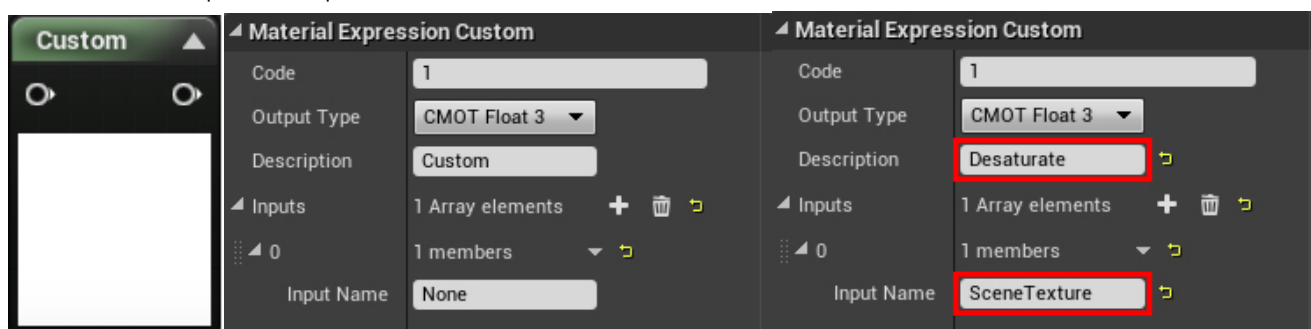 Custom
Material Expression Custom
Code 1
Output Type CMOT Float 3
Description Custom
Inputs 1 Array elements
0 1 members
Input Name None
Material Expression Custom
Code 1
Output Type CMOT Float 3
Description Desaturate
Inputs 1 Array elements
0 1 members
Input Name SceneTexture